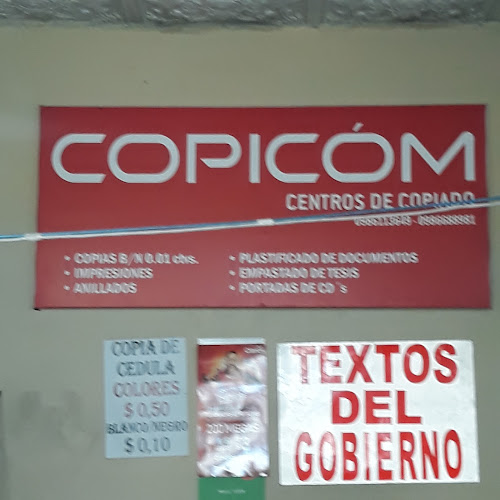 COPICÓM
CENTROS DE COPIADO
• COPIAS B/N 0.01 ctvs.
• IMPRESIONES
• ANILLADOS
• PLASTIFICADO DE DOCUMENTOS
• EMPASTADO DE TESIS
• PORTADAS DE CD´s
COPIA DE
CEDULA
COLORES
$ 0,50
BLANCO/NEGRO
$ 0,10
MEGAS
TEXTOS
DEL
GOBIERNO